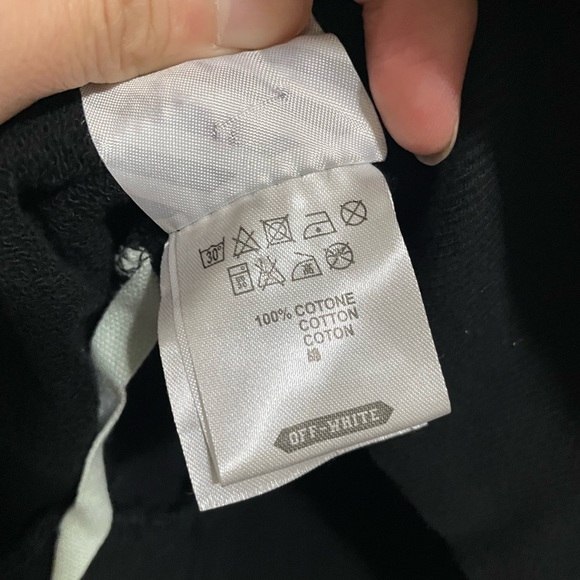 30°
100% COTONE
COTTON
COTON
棉
OFF-WHITE